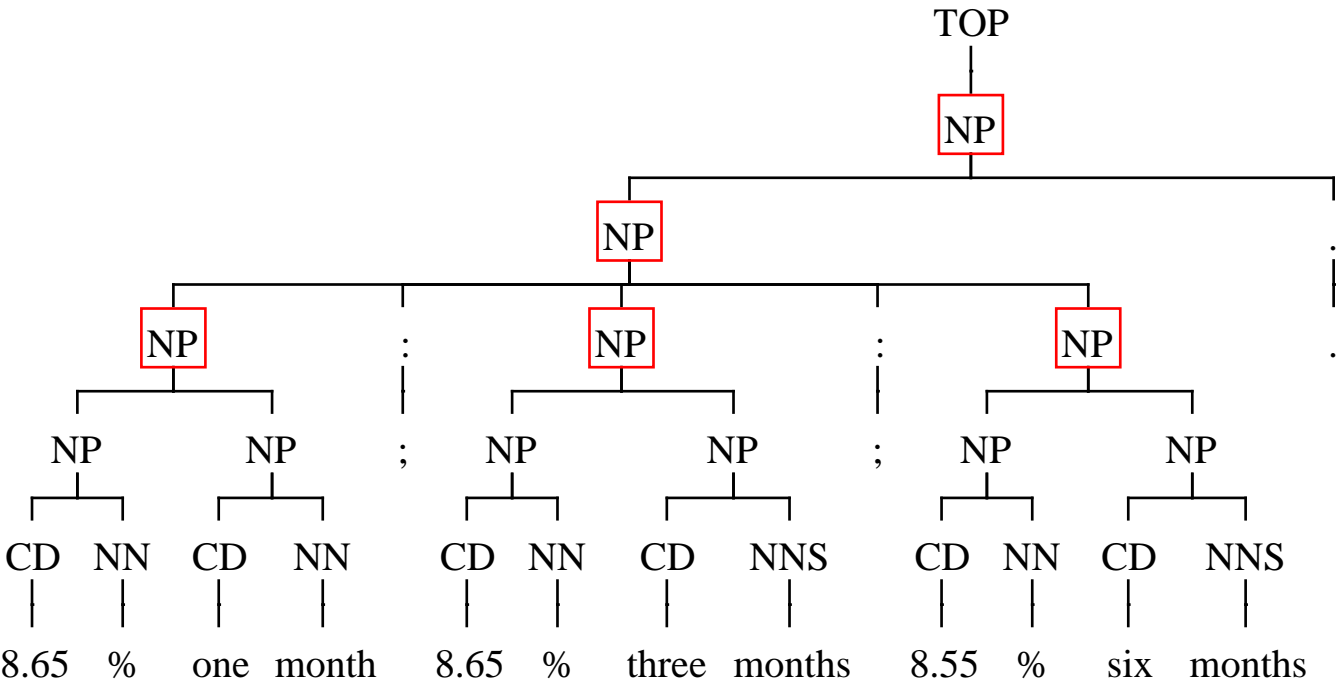 TOP
NP
NP .
NP : NP : NP .
NP NP ; NP NP ; NP NP
CD NN CD NN CD NN CD NNS CD NN CD NNS
8.65 % one month 8.65 % three months 8.55 % six months